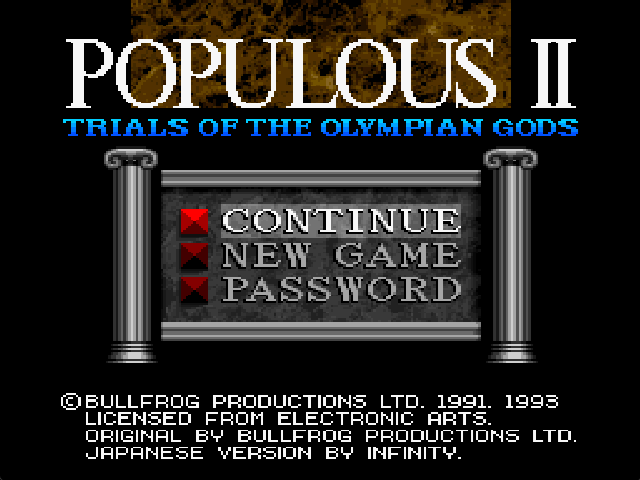 POPULOUS II
TRIALS OF THE OLYMPIAN GODS
CONTINUE
NEW GAME
PASSWORD
©BULLFROG PRODUCTIONS LTD. 1991. 1993
LICENSED FROM ELECTRONIC ARTS.
ORIGINAL BY BULLFROG PRODUCTIONS LTD.
JAPANESE VERSION BY INFINITY.